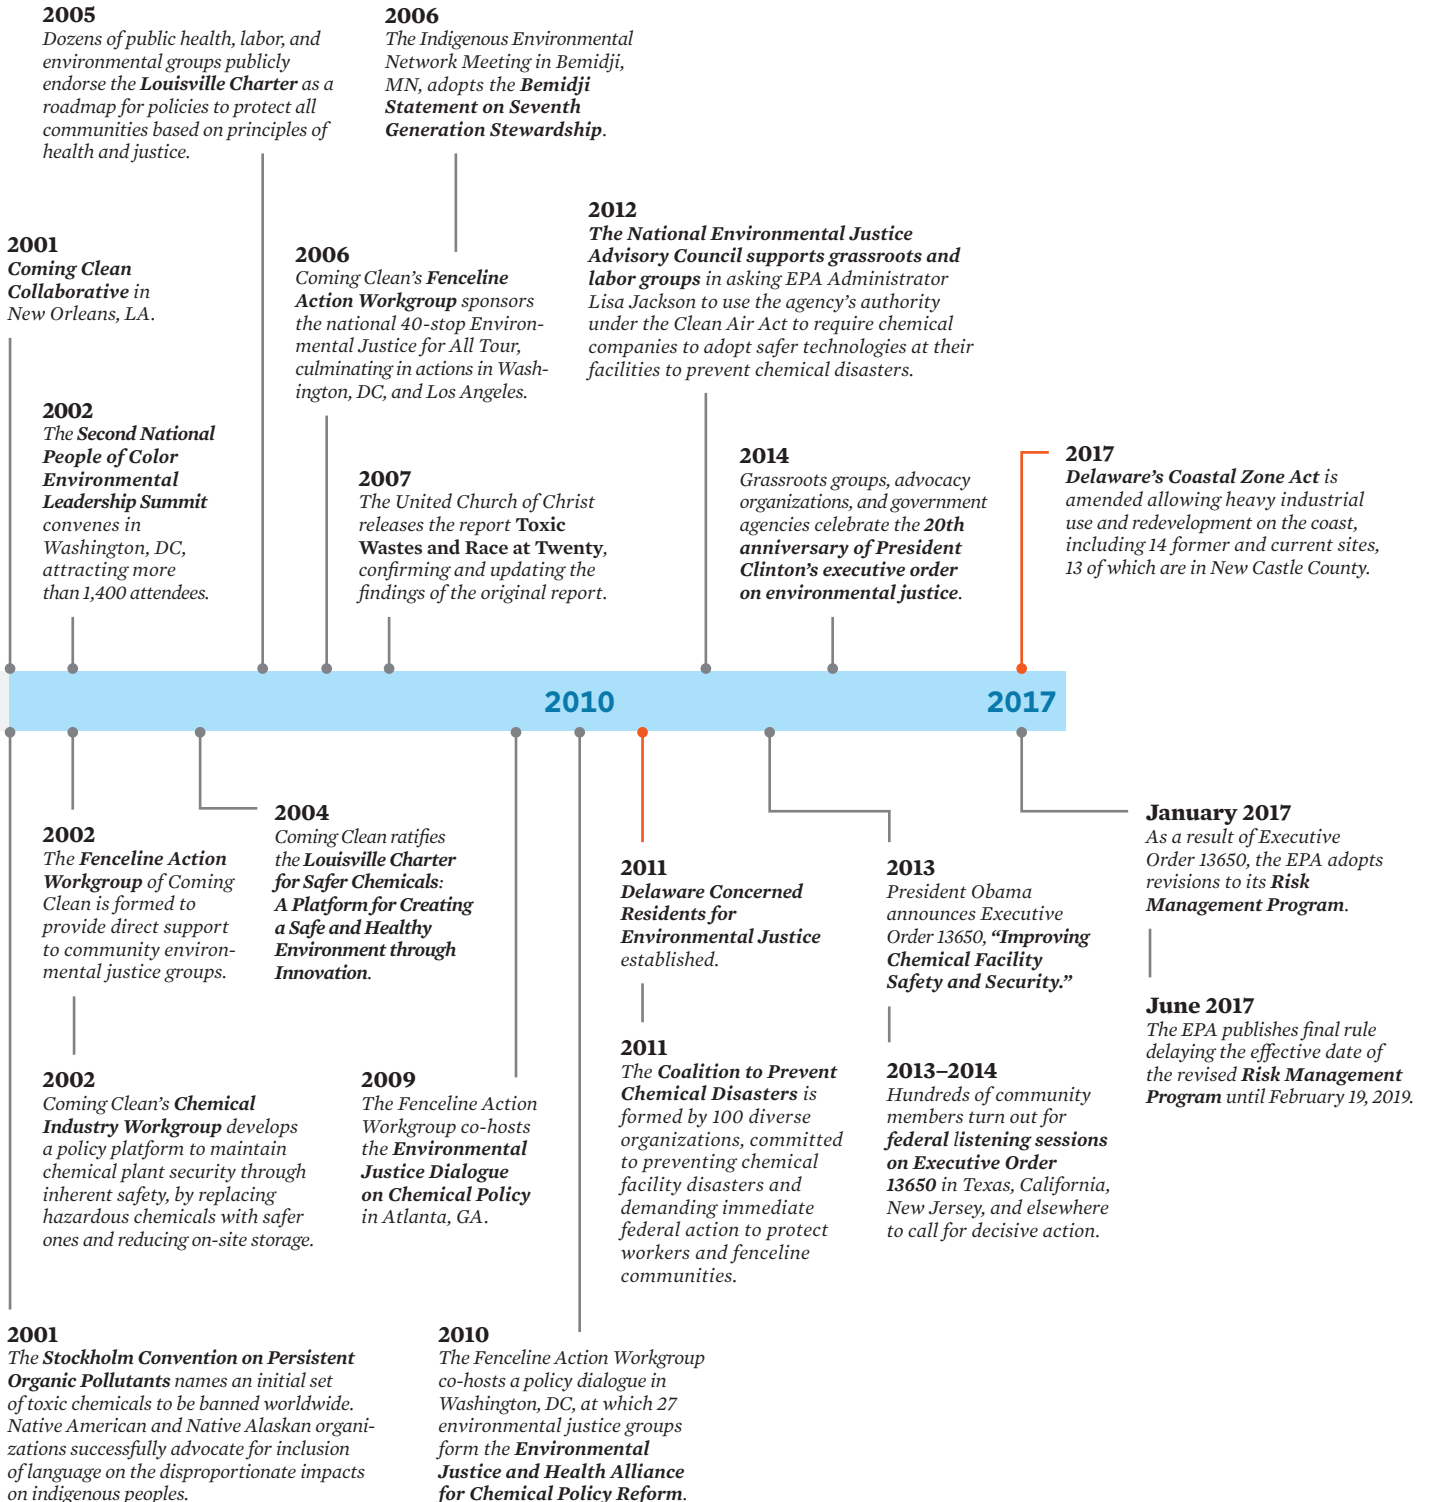 2005
Dozens of public health, labor, and
environmental groups publicly
endorse the Louisville Charter as a
roadmap for policies to protect all
communities based on principles of
health and justice.
2006
The Indigenous Environmental
Network Meeting in Bemidji,
MN, adopts the Bemidji
Statement on Seventh
Generation Stewardship.
2001
Coming Clean
Collaborative in
New Orleans, LA.
2006
Coming Clean's Fenceline
Action Workgroup sponsors
the national 40-stop Environ-
mental Justice for All Tour,
culminating in actions in Wash-
ington, DC, and Los Angeles.
2012
The National Environmental Justice
Advisory Council supports grassroots and
labor groups in asking EPA Administrator
Lisa Jackson to use the agency's authority
under the Clean Air Act to require chemical
companies to adopt safer technologies at their
facilities to prevent chemical disasters.
2002
The Second National
People of Color
Environmental
Leadership Summit
convenes in
Washington, DC,
attracting more
than 1,400 attendees.
2007
The United Church of Christ
releases the report Toxic
Wastes and Race at Twenty,
confirming and updating the
findings of the original report.
2014
Grassroots groups, advocacy
organizations, and government
agencies celebrate the 20th
anniversary of President
Clinton's executive order
on environmental justice.
2017
Delaware's Coastal Zone Act is
amended allowing heavy industrial
use and redevelopment on the coast,
including 14 former and current sites,
13 of which are in New Castle County.
2010
2017
2002
The Fenceline Action
Workgroup of Coming
Clean is formed to
provide direct support
to community environ-
mental justice groups.
2004
Coming Clean ratifies
the Louisville Charter
for Safer Chemicals:
A Platform for Creating
a Safe and Healthy
Environment through
Innovation.
2011
Delaware Concerned
Residents for
Environmental Justice
established.
2013
President Obama
announces Executive
Order 13650, “Improving
Chemical Facility
Safety and Security.”
January 2017
As a result of Executive
Order 13650, the EPA adopts
revisions to its Risk
Management Program.
2002
Coming Clean's Chemical
Industry Workgroup develops
a policy platform to maintain
chemical plant security through
inherent safety, by replacing
hazardous chemicals with safer
ones and reducing on-site storage.
2009
The Fenceline Action
Workgroup co-hosts
the Environmental
Justice Dialogue
on Chemical Policy
in Atlanta, GA.
2011
The Coalition to Prevent
Chemical Disasters is
formed by 100 diverse
organizations, committed
to preventing chemical
facility disasters and
demanding immediate
federal action to protect
workers and fenceline
communities.
2013–2014
Hundreds of community
members turn out for
federal listening sessions
on Executive Order
13650 in Texas, California,
New Jersey, and elsewhere
to call for decisive action.
June 2017
The EPA publishes final rule
delaying the effective date of
the revised Risk Management
Program until February 19, 2019.
2001
The Stockholm Convention on Persistent
Organic Pollutants names an initial set
of toxic chemicals to be banned worldwide.
Native American and Native Alaskan organi-
zations successfully advocate for inclusion
of language on the disproportionate impacts
on indigenous peoples.
2010
The Fenceline Action Workgroup
co-hosts a policy dialogue in
Washington, DC, at which 27
environmental justice groups
form the Environmental
Justice and Health Alliance
for Chemical Policy Reform.